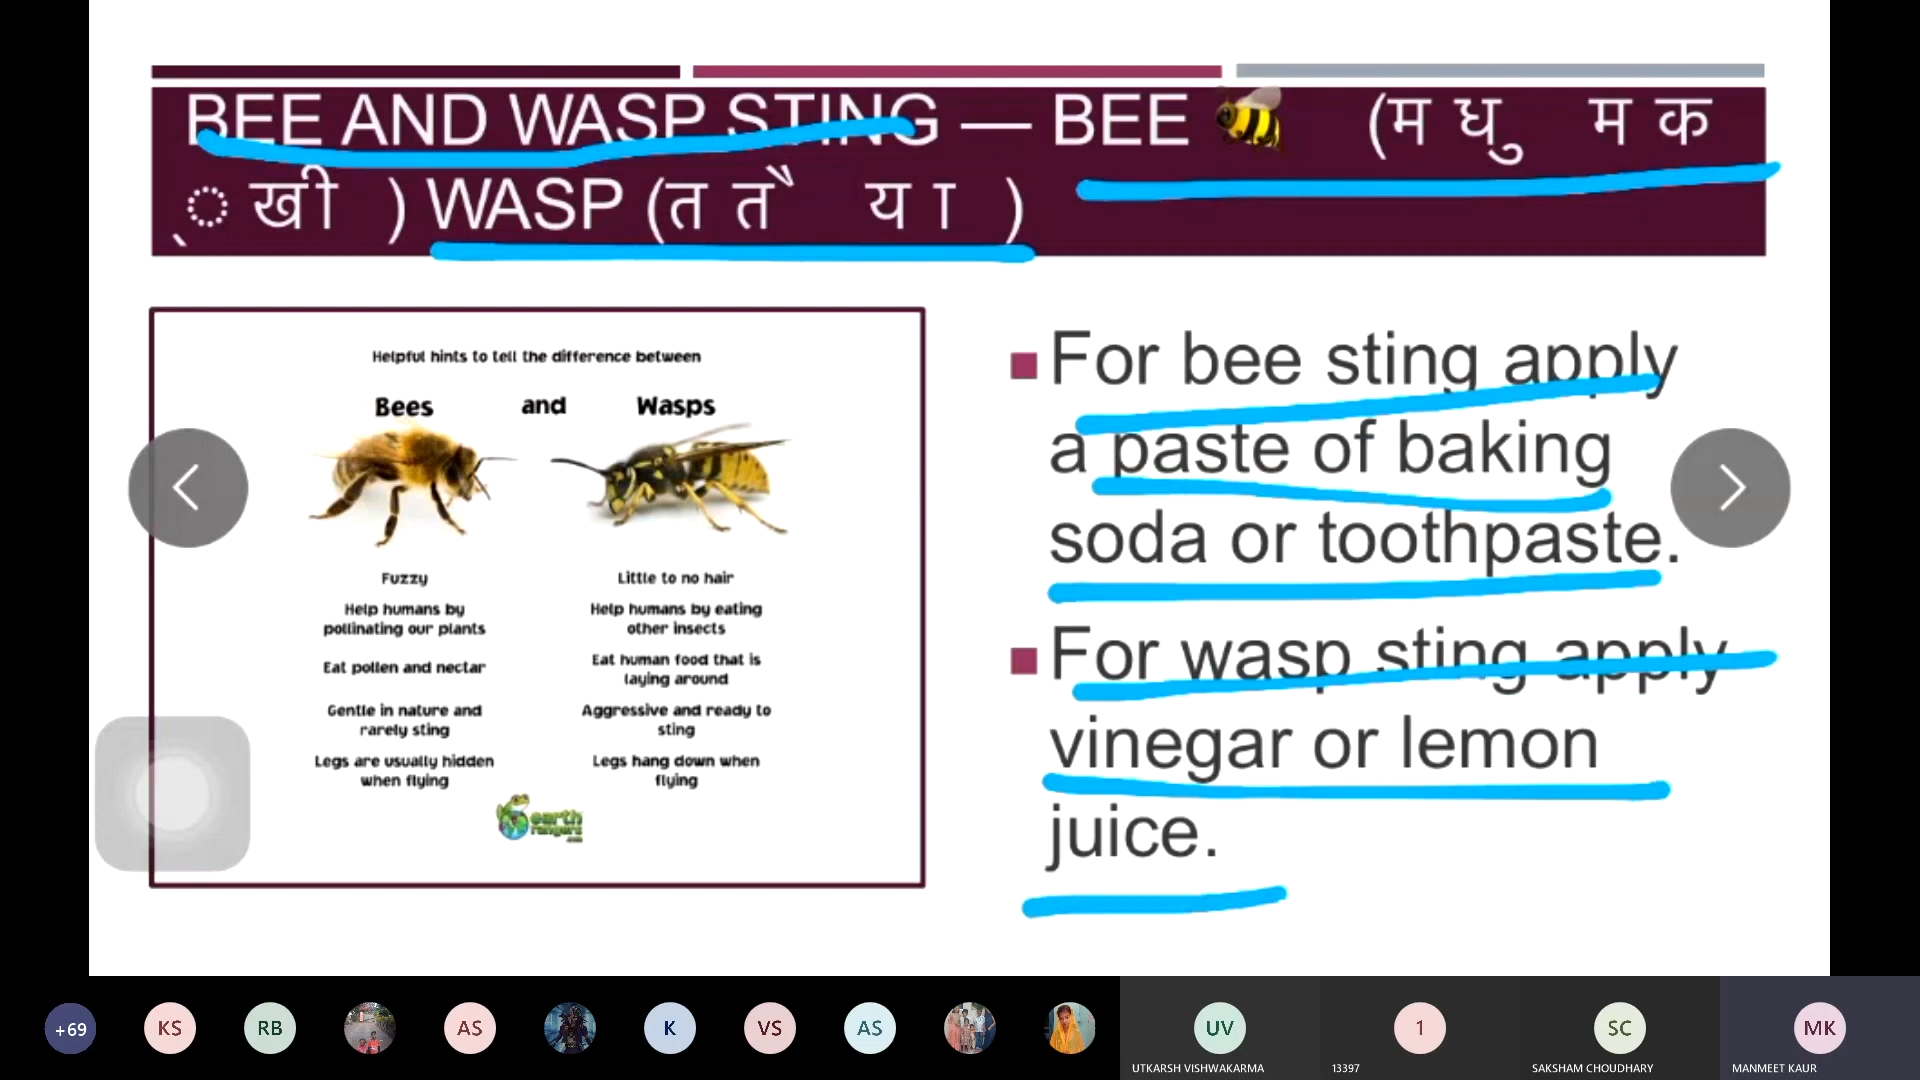 BEE AND WASP STING — BEE 🐝 (मधु मक
्खी ) WASP (ततैया )
Helpful hints to tell the difference between
Bees and Wasps
Fuzzy
Little to no hair
Help humans by
pollinating our plants
Help humans by eating
other insects
Eat pollen and nectar
Eat human food that is
laying around
Gentle in nature and
rarely sting
Aggressive and ready to
sting
Legs are usually hidden
when flying
Legs hang down when
flying
earth
rangers
For bee sting apply
a paste of baking
soda or toothpaste.
For wasp sting apply
vinegar or lemon
juice.
+69
KS
RB
AS
K
VS
AS
UV
UTKARSH VISHWAKARMA
1
13397
SC
SAKSHAM CHOUDHARY
MK
MANMEET KAUR